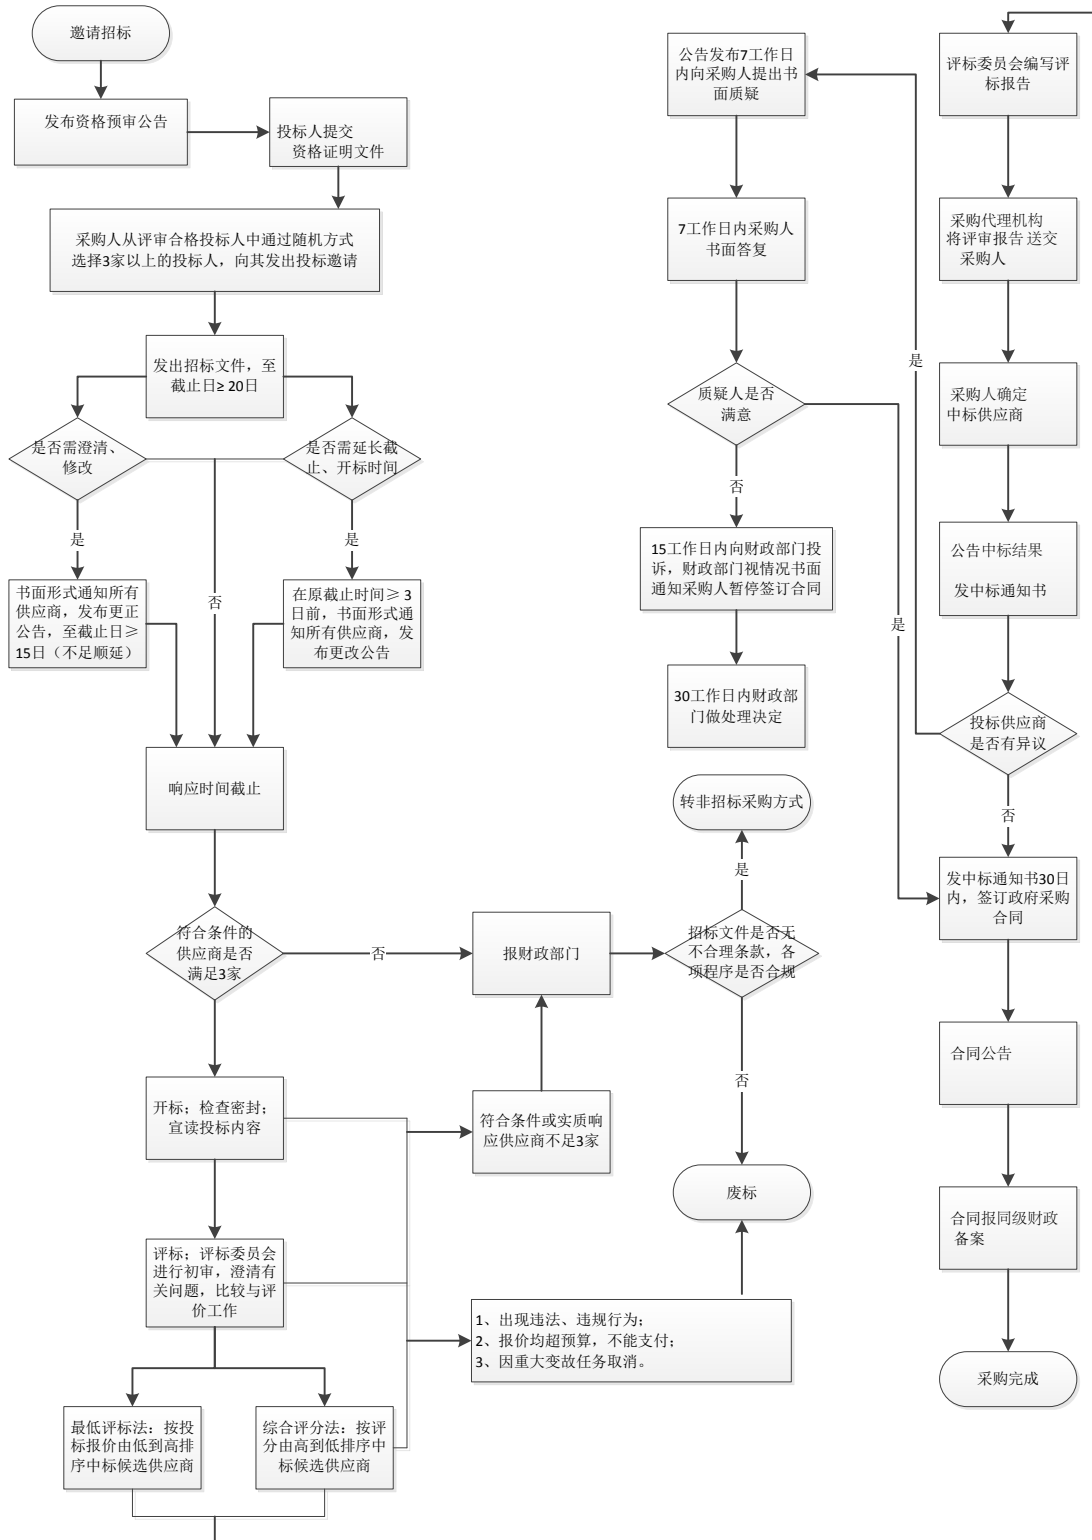 邀请招标
发布资格预审公告
投标人提交
资格证明文件
采购人从评审合格投标人中通过随机方式
选择3家以上的投标人，向其发出投标邀请
发出招标文件，至
截止日≥ 20日
是否需澄清、
修改
是否需延长截
止、开标时间
是
否
是
书面形式通知所有
供应商，发布更正
公告，至截止日≥
15日（不足顺延）
在原截止时间≥ 3
日前，书面形式通
知所有供应商，发
布更改公告
响应时间截止
符合条件的
供应商是否
满足3家
否
报财政部门
招标文件是否无
不合理条款，各
项程序是否合规
是
转非招标采购方式
否
废标
开标；检查密封；
宣读投标内容
符合条件或实质响
应供应商不足3家
评标；评标委员会
进行初审，澄清有
关问题，比较与评
价工作
1、出现违法、违规行为；
2、报价均超预算，不能支付；
3、因重大变故任务取消。
最低评标法：按投
标报价由低到高排
序中标候选供应商
综合评分法：按评
分由高到低排序中
标候选供应商
公告发布7工作日
内向采购人提出书
面质疑
7工作日内采购人
书面答复
质疑人是否
满意
否
是
15工作日内向财政部门投
诉，财政部门视情况书面
通知采购人暂停签订合同
30工作日内财政部
门做处理决定
评标委员会编写评
标报告
采购代理机构
将评审报告 送交
采购人
采购人确定
中标供应商
公告中标结果
发中标通知书
投标供应商
是否有异议
是
否
发中标通知书30日
内，签订政府采购
合同
合同公告
合同报同级财政
备案
采购完成